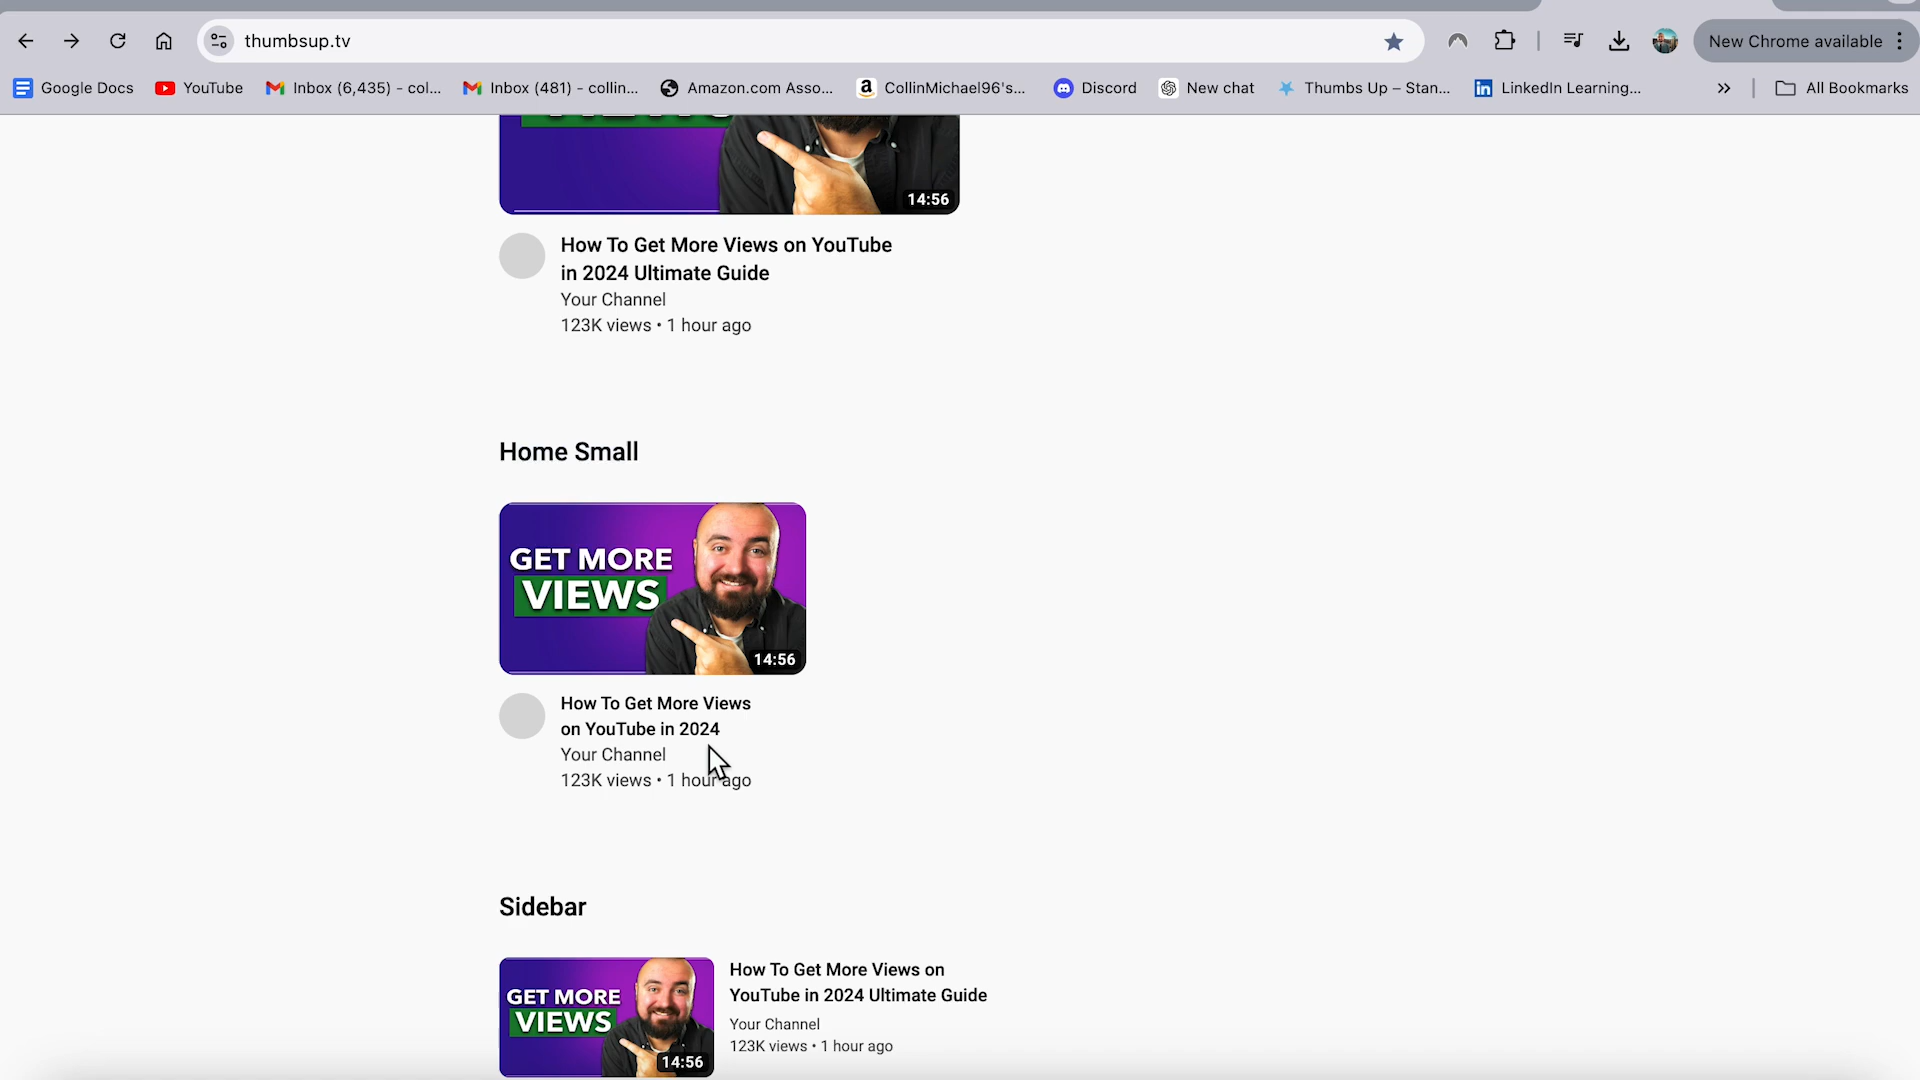 thumbsup.tv
New Chrome available
Google Docs
YouTube
Inbox (6,435) - col...
Inbox (481) - collin...
Amazon.com Asso...
CollinMichael96's...
Discord
New chat
Thumbs Up – Stan...
LinkedIn Learning...
All Bookmarks
14:56
How To Get More Views on YouTube
in 2024 Ultimate Guide
Your Channel
123K views • 1 hour ago
Home Small
GET MORE
VIEWS
14:56
How To Get More Views
on YouTube in 2024
Your Channel
123K views • 1 hour ago
Sidebar
GET MORE
VIEWS
14:56
How To Get More Views on
YouTube in 2024 Ultimate Guide
Your Channel
123K views • 1 hour ago